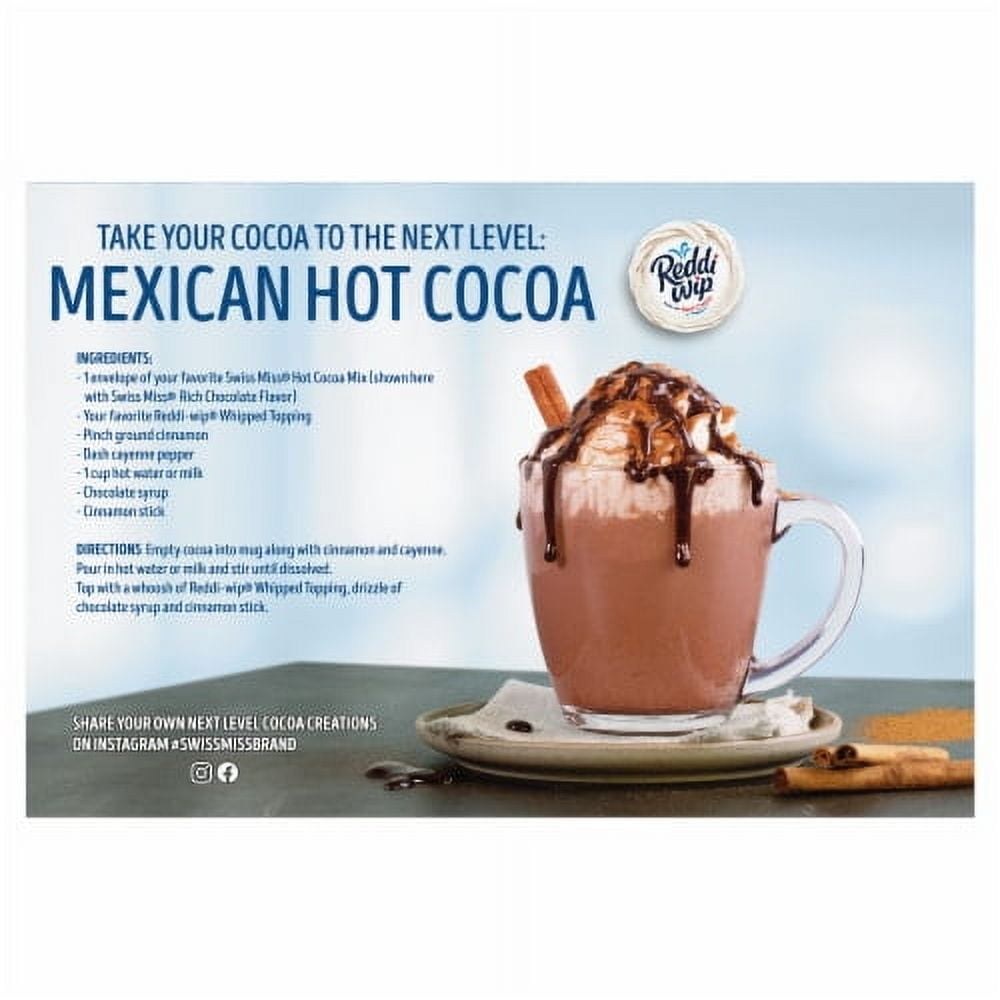 TAKE YOUR COCOA TO THE NEXT LEVEL:
MEXICAN HOT COCOA
Reddi
wip
INGREDIENTS:
- 1 envelope of your favorite Swiss Miss® Hot Cocoa Mix (shown here
with Swiss Miss® Rich Chocolate Flavor)
- Your favorite Reddi-wip® Whipped Topping
- Pinch ground cinnamon
- Dash cayenne pepper
- 1 cup hot water or milk
- Chocolate syrup
- Cinnamon stick
DIRECTIONS Empty cocoa into mug along with cinnamon and cayenne.
Pour in hot water or milk and stir until dissolved.
Top with a whoosh of Reddi-wip® Whipped Topping, drizzle of
chocolate syrup and cinnamon stick.
SHARE YOUR OWN NEXT LEVEL COCOA CREATIONS
ON INSTAGRAM #SWISSMISSBRAND